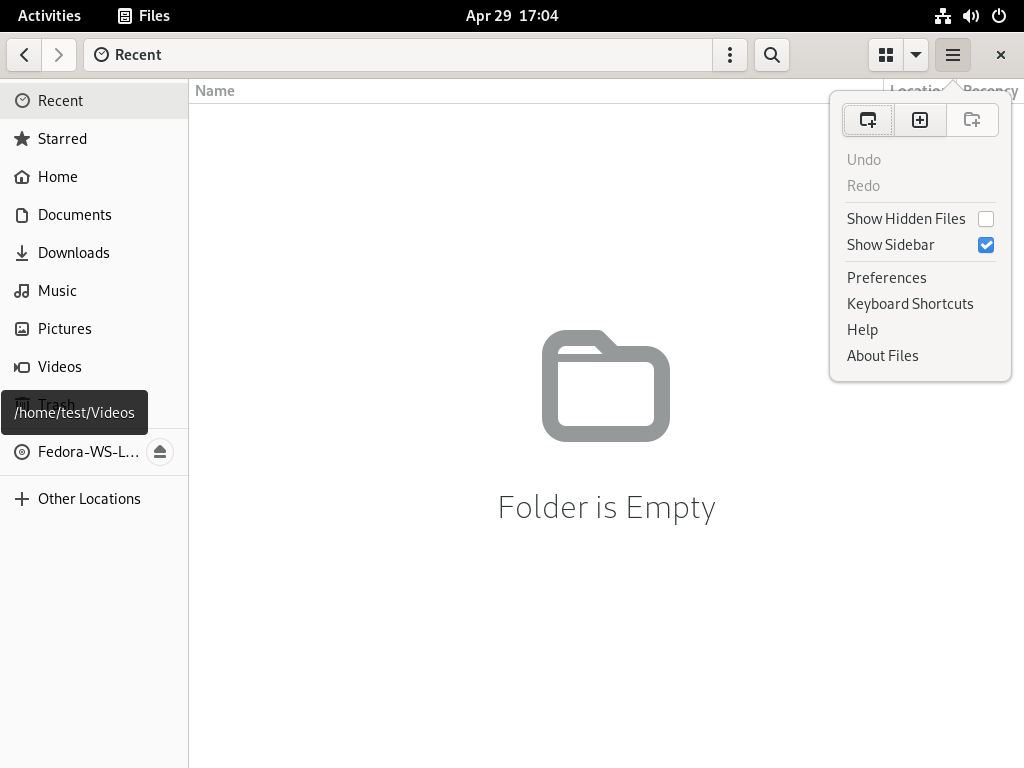 Activities
Files
Apr 29 17:04
Recent
Name
Location
Recency
Recent
Starred
Home
Documents
Downloads
Music
Pictures
Videos
Trash
/home/test/Videos
Fedora-WS-L...
Other Locations
Undo
Redo
Show Hidden Files
Show Sidebar
Preferences
Keyboard Shortcuts
Help
About Files
Folder is Empty